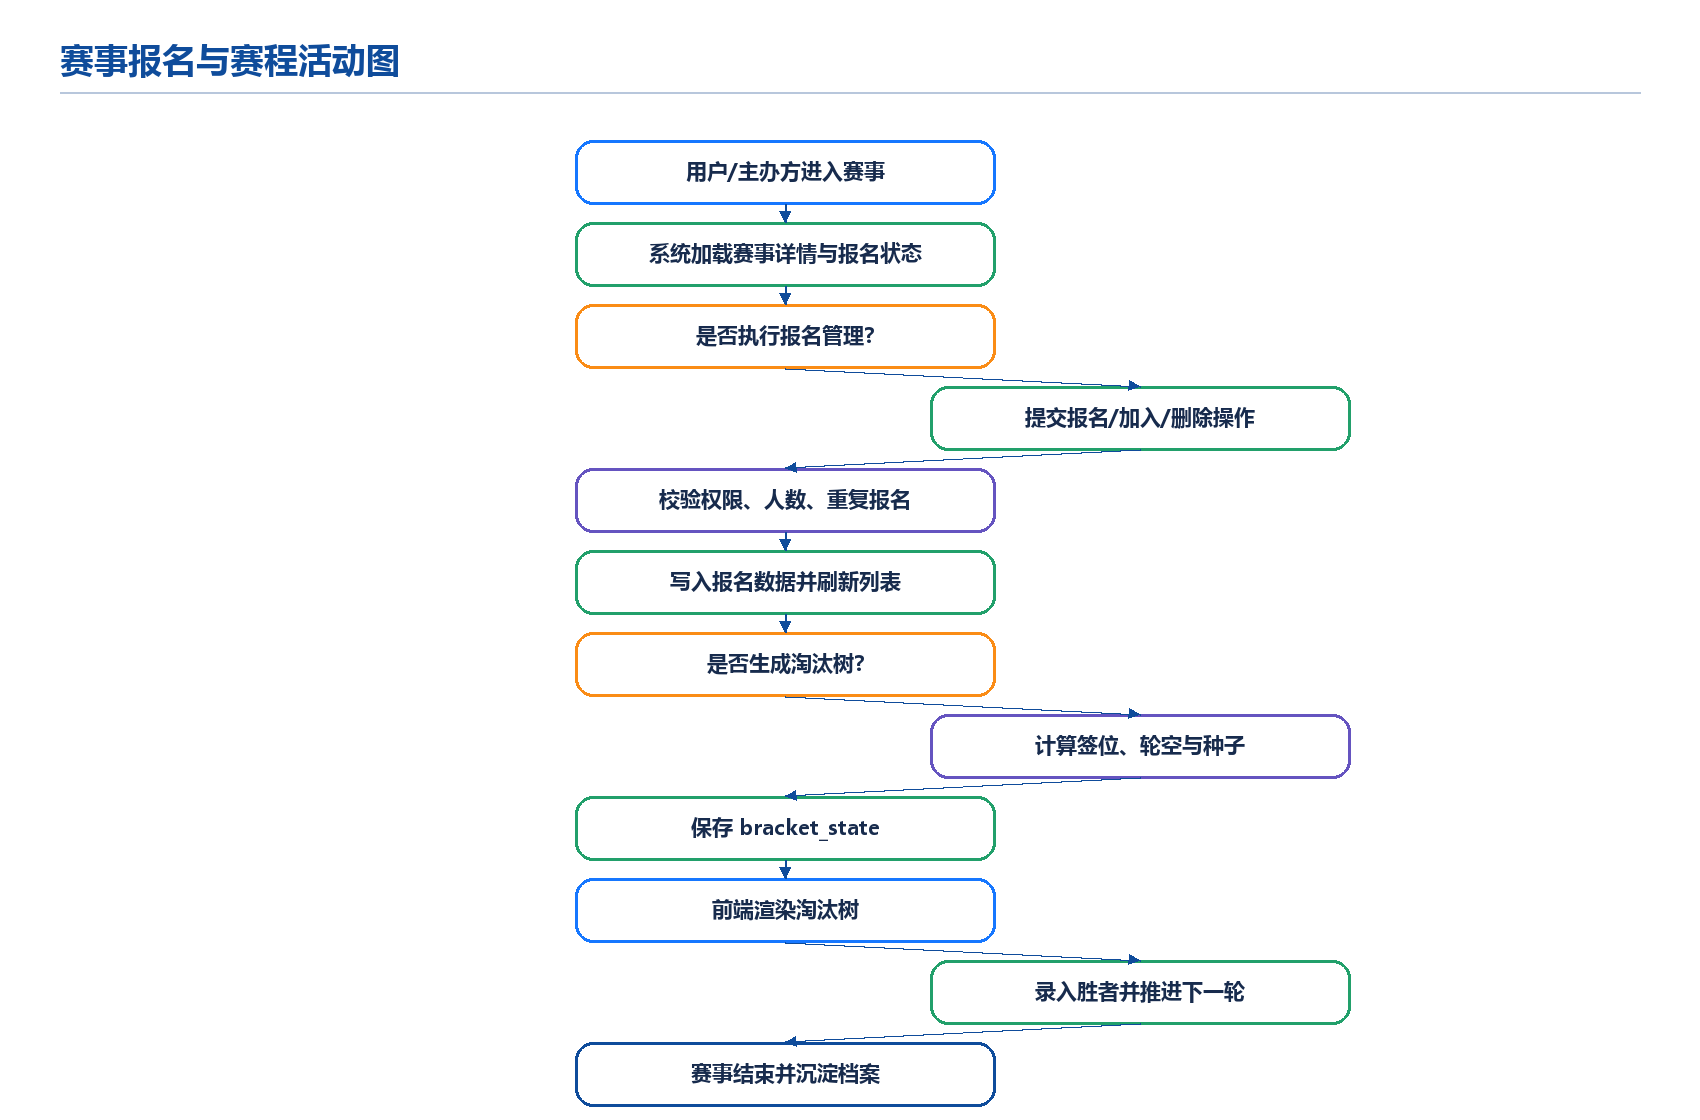 赛事报名与赛程活动图
用户/主办方进入赛事
系统加载赛事详情与报名状态
是否执行报名管理?
提交报名/加入/删除操作
校验权限、人数、重复报名
写入报名数据并刷新列表
是否生成淘汰树?
计算签位、轮空与种子
保存 bracket_state
前端渲染淘汰树
录入胜者并推进下一轮
赛事结束并沉淀档案